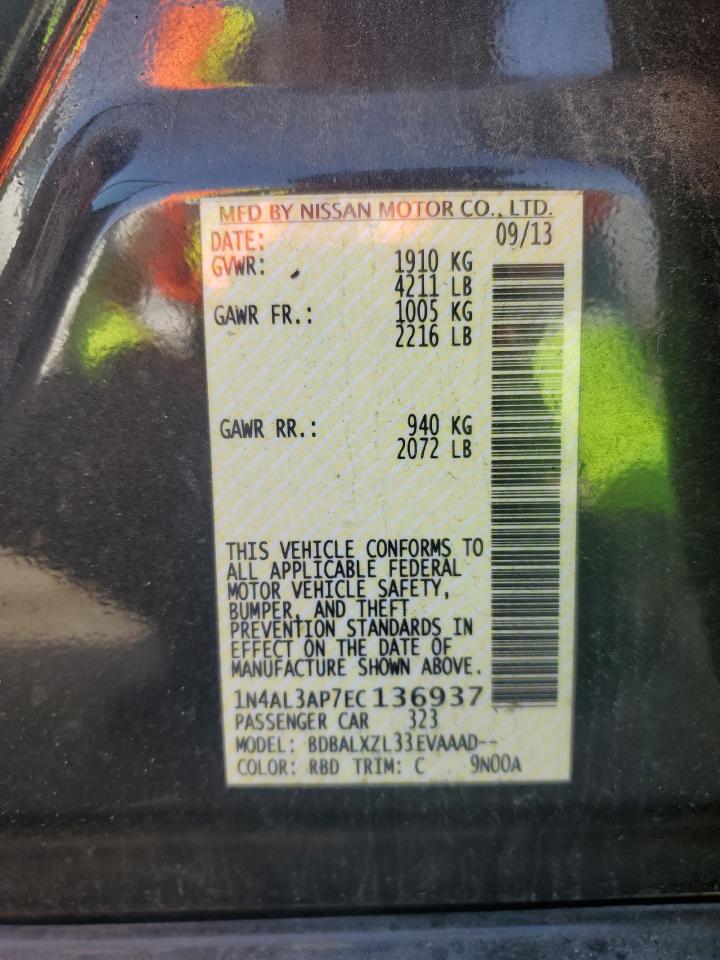 MFD BY NISSAN MOTOR CO., LTD.
DATE: 09/13
GVWR: 1910 KG
4211 LB
GAWR FR.: 1005 KG
2216 LB
GAWR RR.: 940 KG
2072 LB
THIS VEHICLE CONFORMS TO
ALL APPLICABLE FEDERAL
MOTOR VEHICLE SAFETY,
BUMPER, AND THEFT
PREVENTION STANDARDS IN
EFFECT ON THE DATE OF
MANUFACTURE SHOWN ABOVE.
1N4AL3AP7EC136937
PASSENGER CAR 323
MODEL: BDBALXZL33EVAAAD--
COLOR: RBD TRIM: C 9N00A